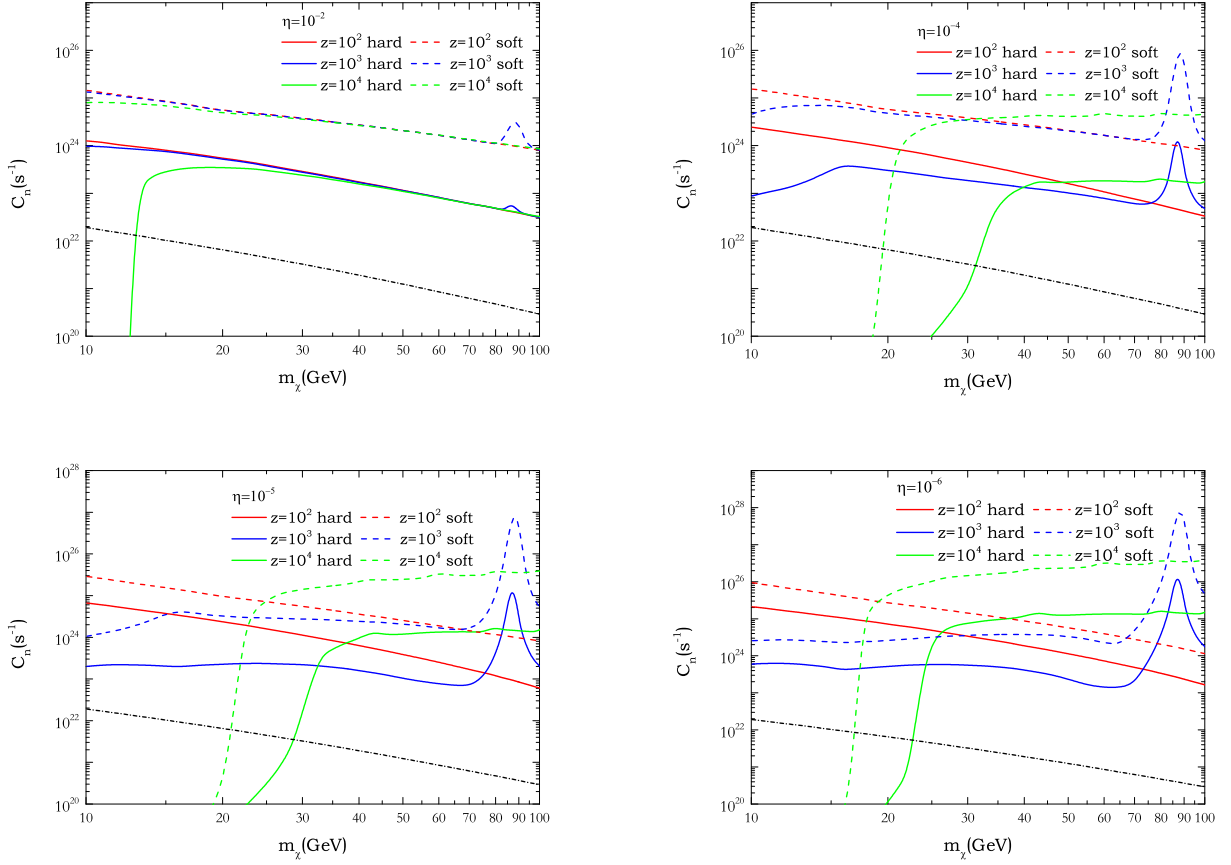 η=10⁻²
z=10² hard z=10² soft
z=10³ hard z=10³ soft
z=10⁴ hard z=10⁴ soft
10²⁶
10²⁴
10²²
10²⁰
Cₙ(s⁻¹)
10 20 30 40 50 60 70 80 90 100
m_χ(GeV)
η=10⁻⁴
z=10² hard z=10² soft
z=10³ hard z=10³ soft
z=10⁴ hard z=10⁴ soft
10²⁶
10²⁴
10²²
10²⁰
Cₙ(s⁻¹)
10 20 30 40 50 60 70 80 90 100
m_χ(GeV)
η=10⁻⁵
z=10² hard z=10² soft
z=10³ hard z=10³ soft
z=10⁴ hard z=10⁴ soft
10²⁸
10²⁶
10²⁴
10²²
10²⁰
Cₙ(s⁻¹)
10 20 30 40 50 60 70 80 90 100
m_χ(GeV)
η=10⁻⁶
z=10² hard z=10² soft
z=10³ hard z=10³ soft
z=10⁴ hard z=10⁴ soft
10²⁸
10²⁶
10²⁴
10²²
10²⁰
Cₙ(s⁻¹)
10 20 30 40 50 60 70 80 90 100
m_χ(GeV)